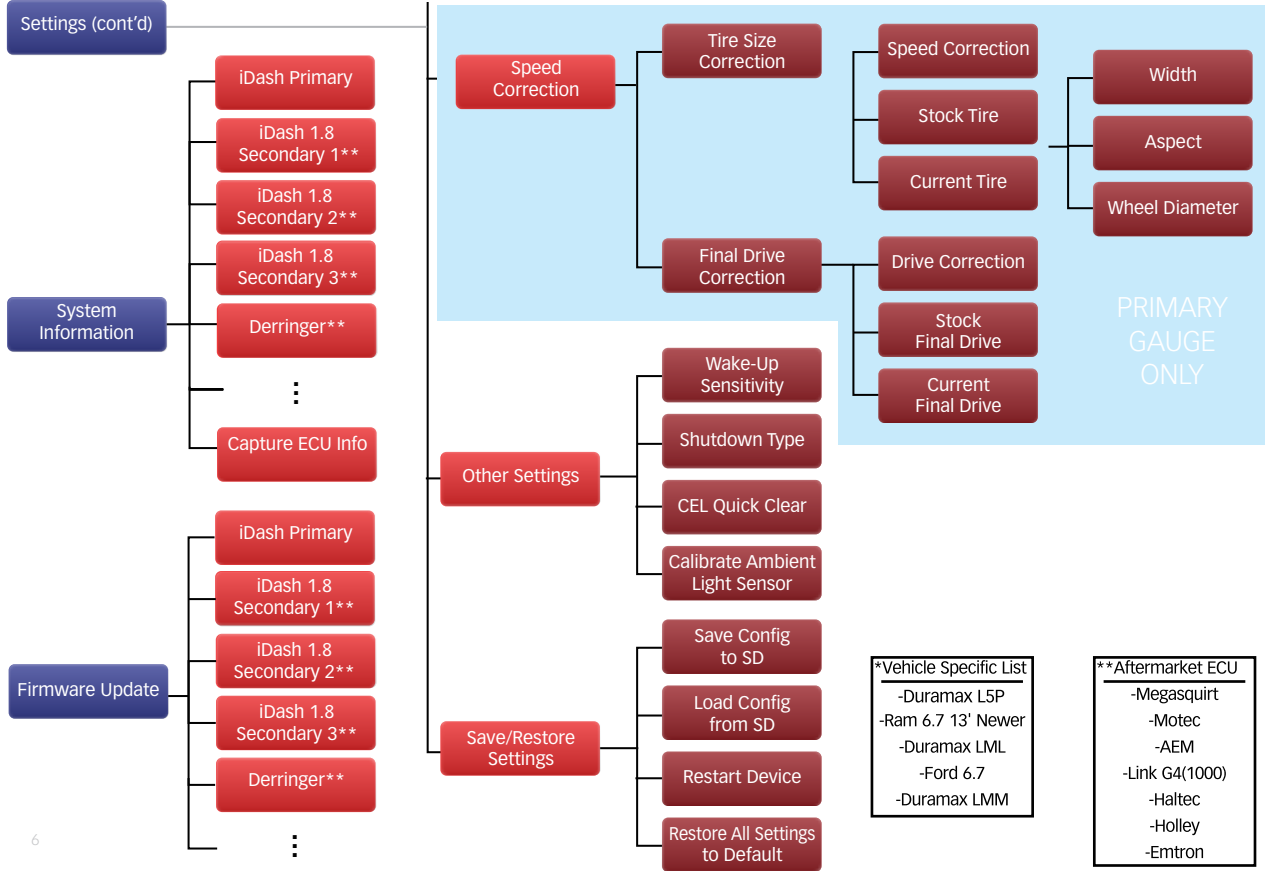 Settings (cont'd)
iDash Primary
iDash 1.8
Secondary 1**
iDash 1.8
Secondary 2**
iDash 1.8
Secondary 3**
System
Information
Derringer**
Capture ECU Info
iDash Primary
iDash 1.8
Secondary 1**
iDash 1.8
Secondary 2**
Firmware Update
iDash 1.8
Secondary 3**
Derringer**
Speed
Correction
Tire Size
Correction
Speed Correction
Stock Tire
Current Tire
Width
Aspect
Wheel Diameter
Final Drive
Correction
Drive Correction
Stock
Final Drive
Current
Final Drive
PRIMARY
GAUGE
ONLY
Other Settings
Wake-Up
Sensitivity
Shutdown Type
CEL Quick Clear
Calibrate Ambient
Light Sensor
Save/Restore
Settings
Save Config
to SD
Load Config
from SD
Restart Device
Restore All Settings
to Default
*Vehicle Specific List
-Duramax L5P
-Ram 6.7 13' Newer
-Duramax LML
-Ford 6.7
-Duramax LMM
**Aftermarket ECU
-Megasquirt
-Motec
-AEM
-Link G4(1000)
-Haltec
-Holley
-Emtron
6